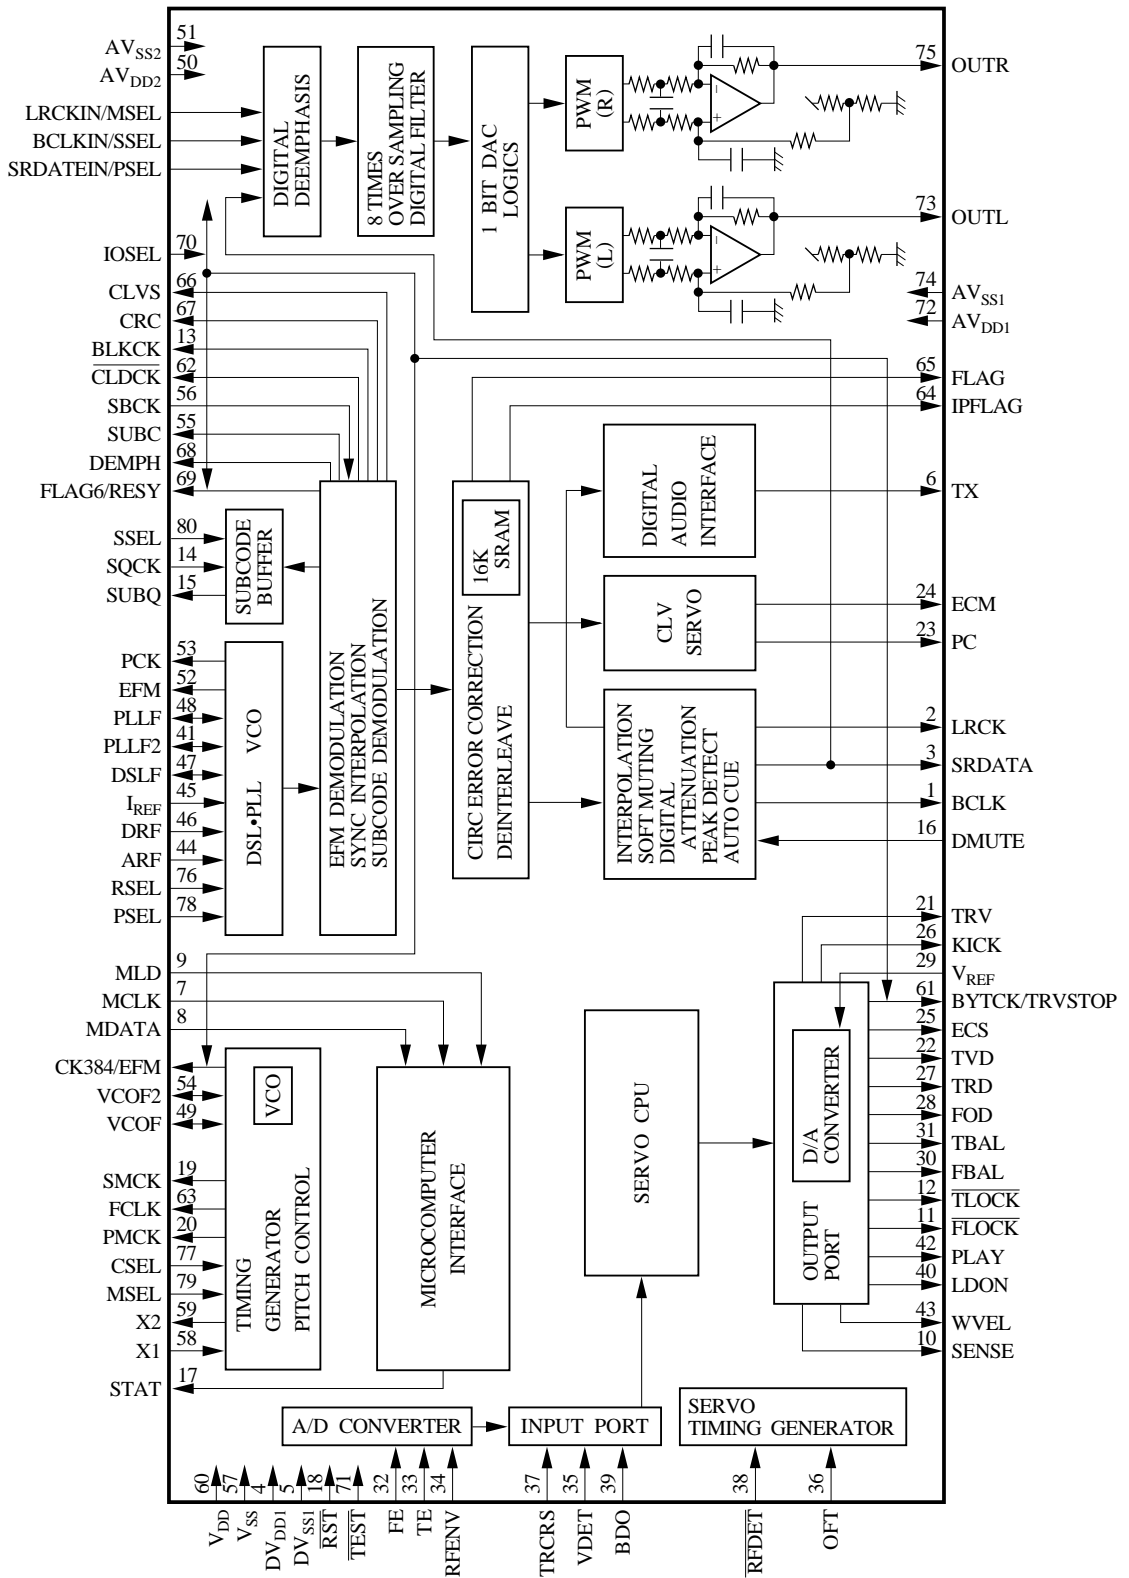 51
AVSS2
50
AVDD2
LRCKIN/MSEL
BCLKIN/SSEL
SRDATEIN/PSEL
70
IOSEL
66
CLVS
67
CRC
13
BLKCK
62
CLDCK
56
SBCK
55
SUBC
68
DEMPH
69
FLAG6/RESY
80
SSEL
14
SQCK
15
SUBQ
53
PCK
52
EFM
48
PLLF
41
PLLF2
47
DSLF
45
IREF
46
DRF
44
ARF
76
RSEL
78
PSEL
9
MLD
7
MCLK
8
MDATA
CK384/EFM
54
VCOF2
49
VCOF
19
SMCK
63
FCLK
20
PMCK
77
CSEL
79
MSEL
59
X2
58
X1
17
STAT
DIGITAL
DEEMPHASIS
8 TIMES
OVER SAMPLING
DIGITAL FILTER
1 BIT DAC
LOGICS
PWM
(R)
PWM
(L)
−
+
−
+
SUBCODE
BUFFER
DSL•PLL VCO
EFM DEMODULATION
SYNC INTERPOLATION
SUBCODE DEMODULATION
16K
SRAM
CIRC ERROR CORRECTION
DEINTERLEAVE
DIGITAL
AUDIO
INTERFACE
CLV
SERVO
INTERPOLATION
SOFT MUTING
DIGITAL
ATTENUATION
PEAK DETECT
AUTO CUE
VCO
TIMING
GENERATOR
PITCH CONTROL
MICROCOMPUTER
INTERFACE
SERVO CPU
D/A
CONVERTER
OUTPUT
PORT
A/D CONVERTER
INPUT PORT
SERVO
TIMING GENERATOR
75
OUTR
73
OUTL
74
AVSS1
72
AVDD1
65
FLAG
64
IPFLAG
6
TX
24
ECM
23
PC
2
LRCK
3
SRDATA
1
BCLK
16
DMUTE
21
TRV
26
KICK
29
VREF
61
BYTCK/TRVSTOP
25
ECS
22
TVD
27
TRD
28
FOD
31
TBAL
30
FBAL
12
TLOCK
11
FLOCK
42
PLAY
40
LDON
43
WVEL
10
SENSE
60
VDD
57
VSS
4
DVDD1
5
DVSS1
18
RST
71
TEST
32
FE
33
TE
34
RFENV
37
TRCRS
35
VDET
39
BDO
38
RFDET
36
OFT